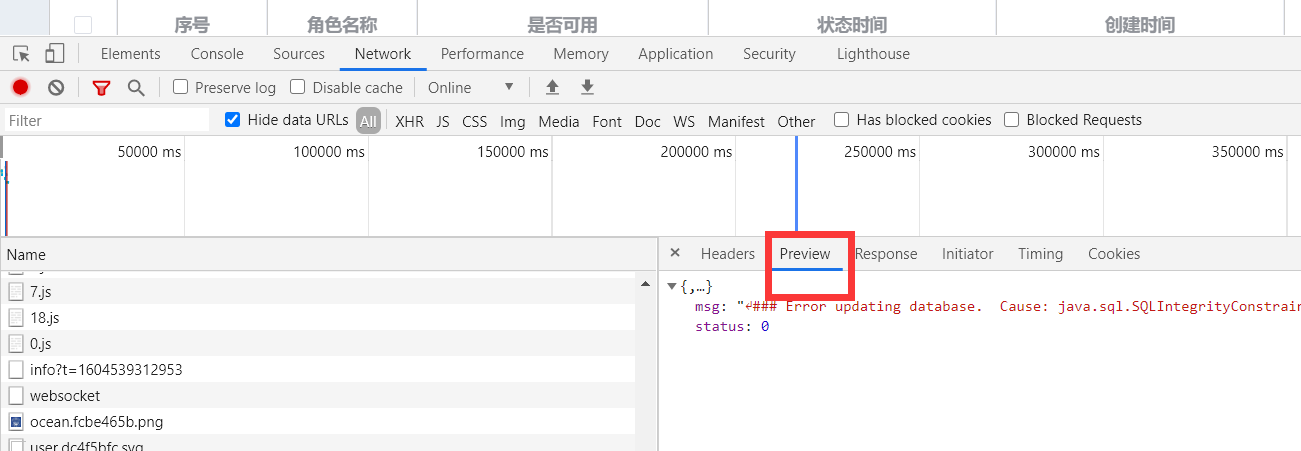 序号 角色名称 是否可用 状态时间 创建时间
Elements Console Sources Network Performance Memory Application Security Lighthouse
Preserve log Disable cache Online
Filter Hide data URLs All XHR JS CSS Img Media Font Doc WS Manifest Other Has blocked cookies Blocked Requests
50000 ms 100000 ms 150000 ms 200000 ms 250000 ms 300000 ms 350000 ms
Name
Headers Preview Response Initiator Timing Cookies
7.js
18.js
0.js
info?t=1604539312953
websocket
ocean.fcbe465b.png
user.dc4f5bfc.svg
{,…}
msg: "↵### Error updating database.  Cause: java.sql.SQLIntegrityConstrain
status: 0